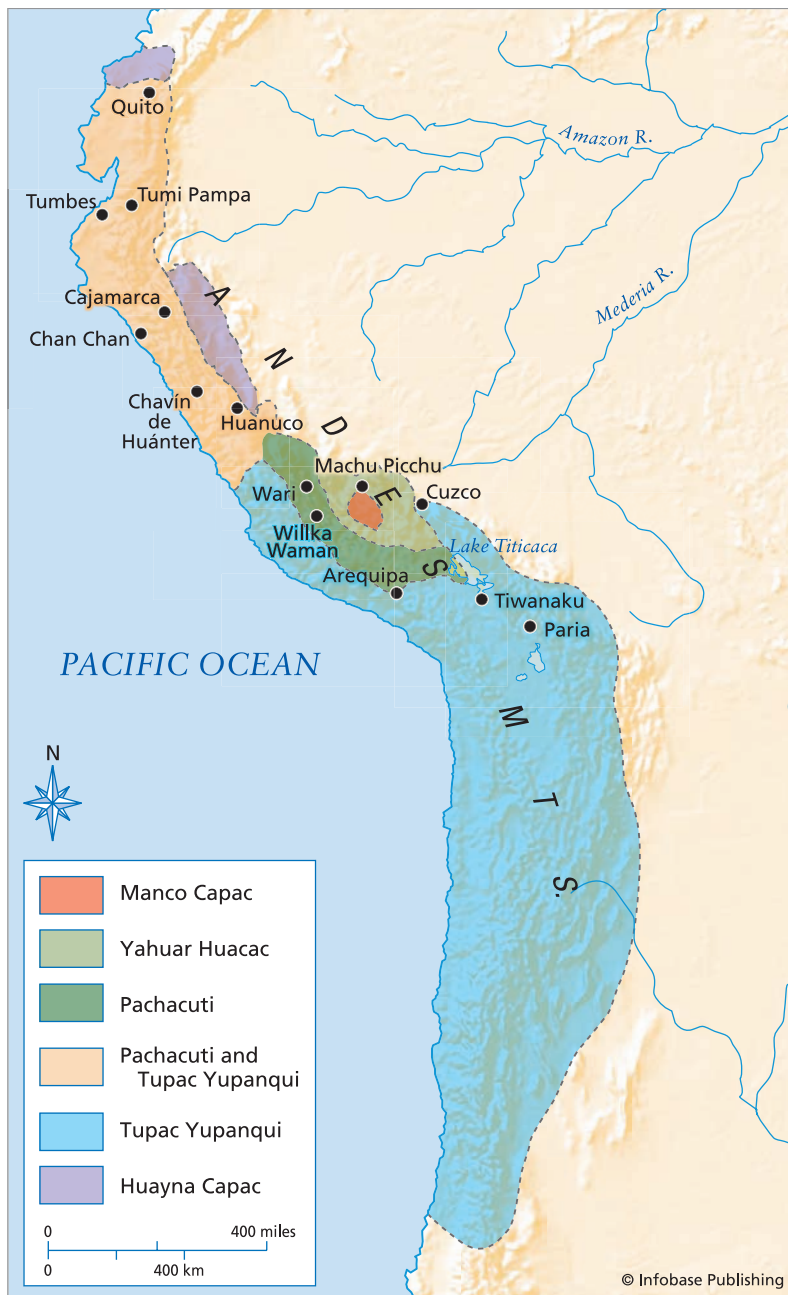 Quito
Amazon R.
Tumbes
Tumi Pampa
Mederia R.
Cajamarca
Chan Chan
Chavín
de
Huánter
Huanuco
Machu Picchu
Wari
Cuzco
Willka
Waman
Lake Titicaca
Arequipa
Tiwanaku
Paria
ANDES MTS.
PACIFIC OCEAN
N
Manco Capac
Yahuar Huacac
Pachacuti
Pachacuti and
Tupac Yupanqui
Tupac Yupanqui
Huayna Capac
0 400 miles
0 400 km
© Infobase Publishing